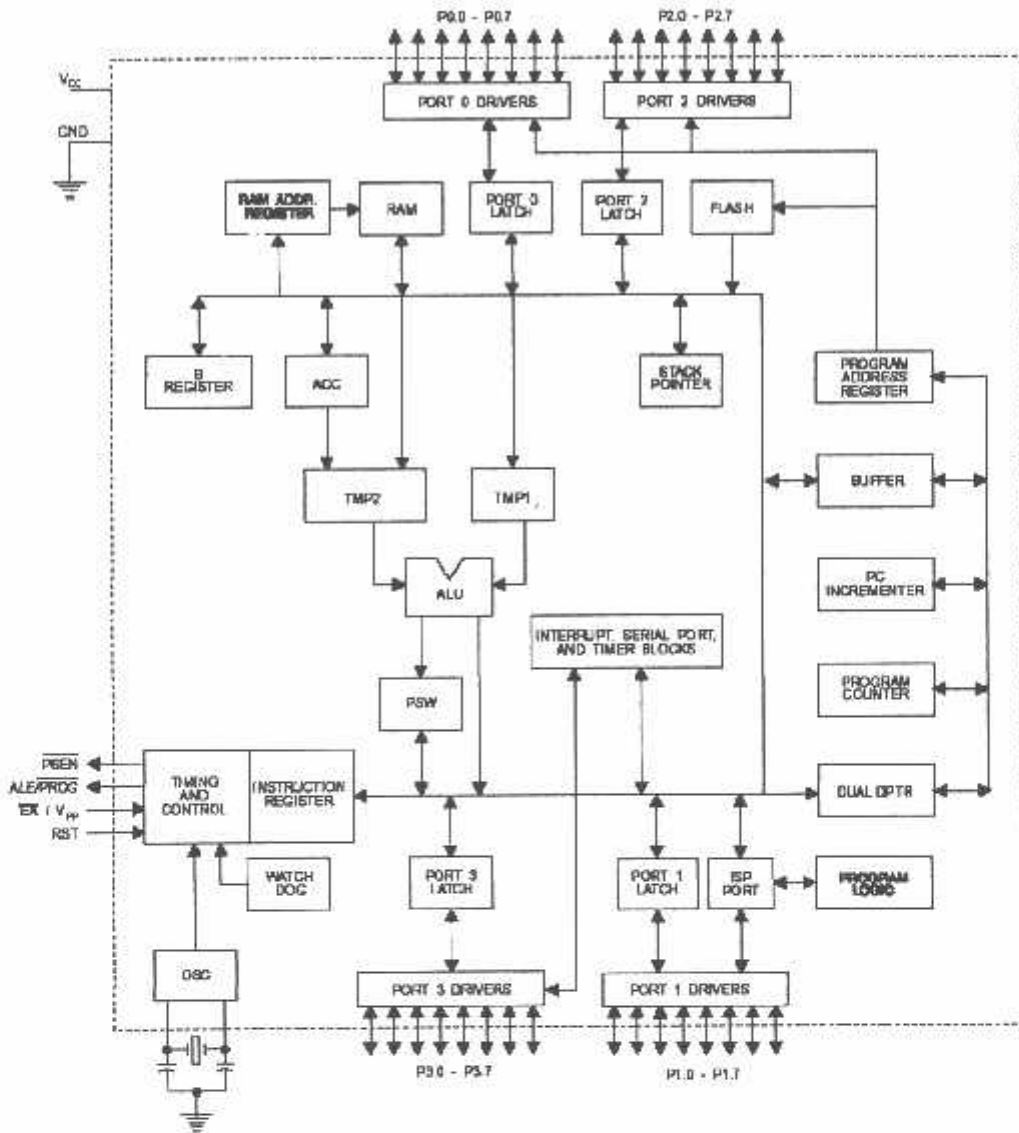 P0.0 - P0.7
P2.0 - P2.7
VCC
GND
PORT 0 DRIVERS
PORT 2 DRIVERS
RAM ADDR.
REGISTER
RAM
PORT 0
LATCH
PORT 2
LATCH
FLASH
B
REGISTER
ACC
STACK
POINTER
PROGRAM
ADDRESS
REGISTER
TMP2
TMP1
BUFFER
ALU
PC
INCREMENTER
INTERRUPT, SERIAL PORT,
AND TIMER BLOCKS
PROGRAM
COUNTER
PSW
PSEN
ALE/PROG
EA / VPP
RST
TIMING
AND
CONTROL
INSTRUCTION
REGISTER
DUAL DPTR
WATCH
DOG
PORT 3
LATCH
PORT 1
LATCH
ISP
PORT
PROGRAM
LOGIC
OSC
PORT 3 DRIVERS
PORT 1 DRIVERS
P3.0 - P3.7
P1.0 - P1.7